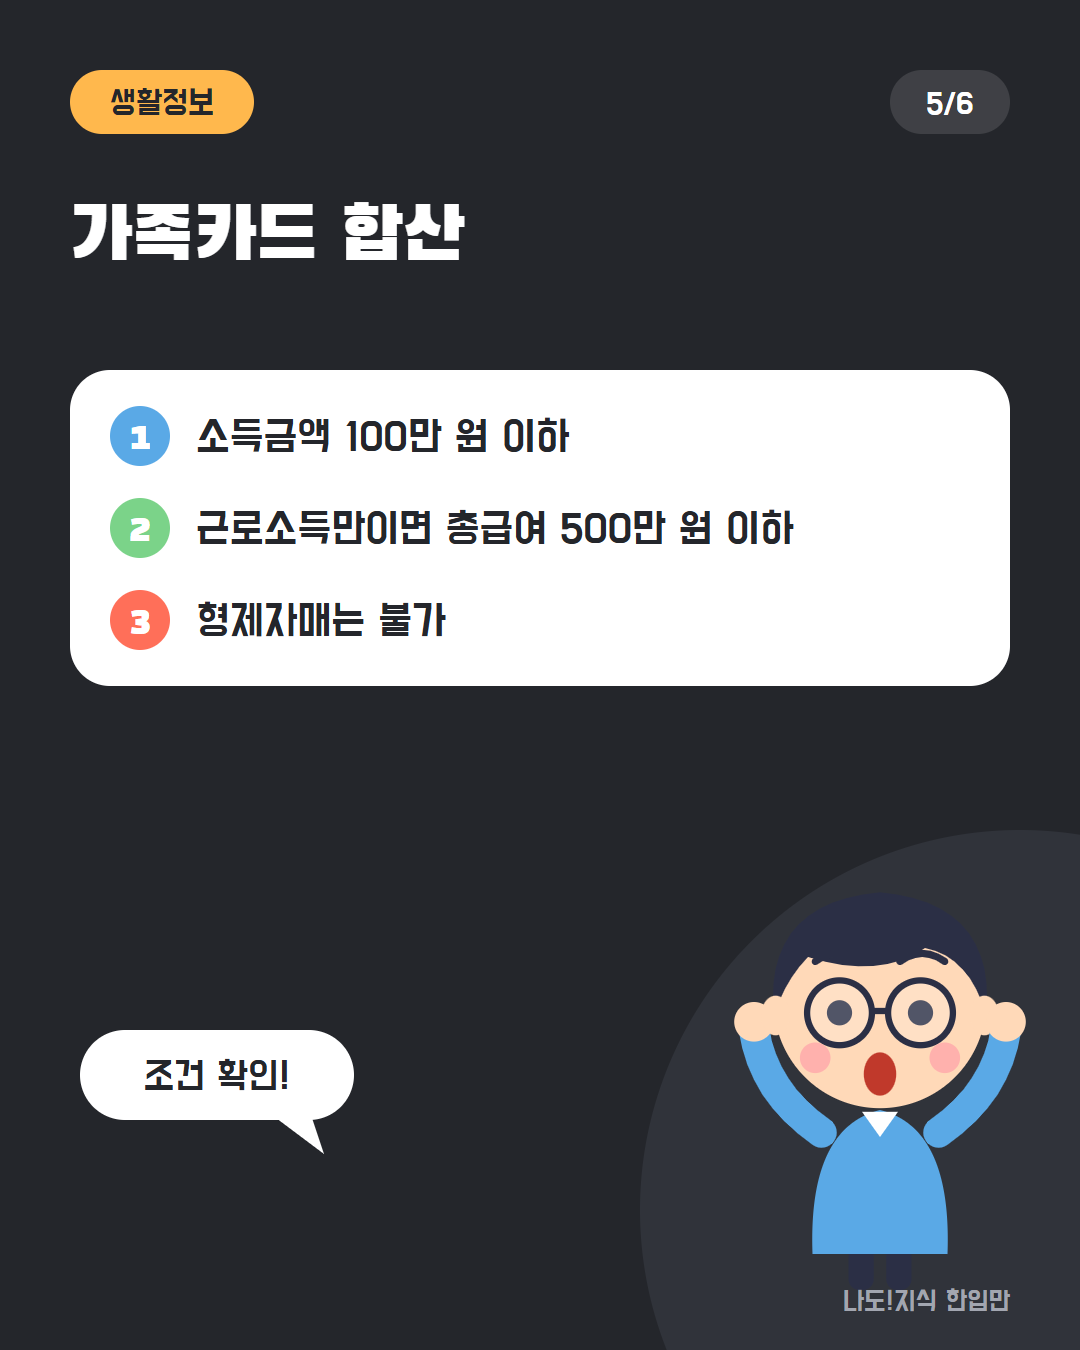 생활정보
5/6
가족카드 합산
1 소득금액 100만 원 이하
2 근로소득만이면 총급여 500만 원 이하
3 형제자매는 불가
조건 확인!
나도!지식 한입만